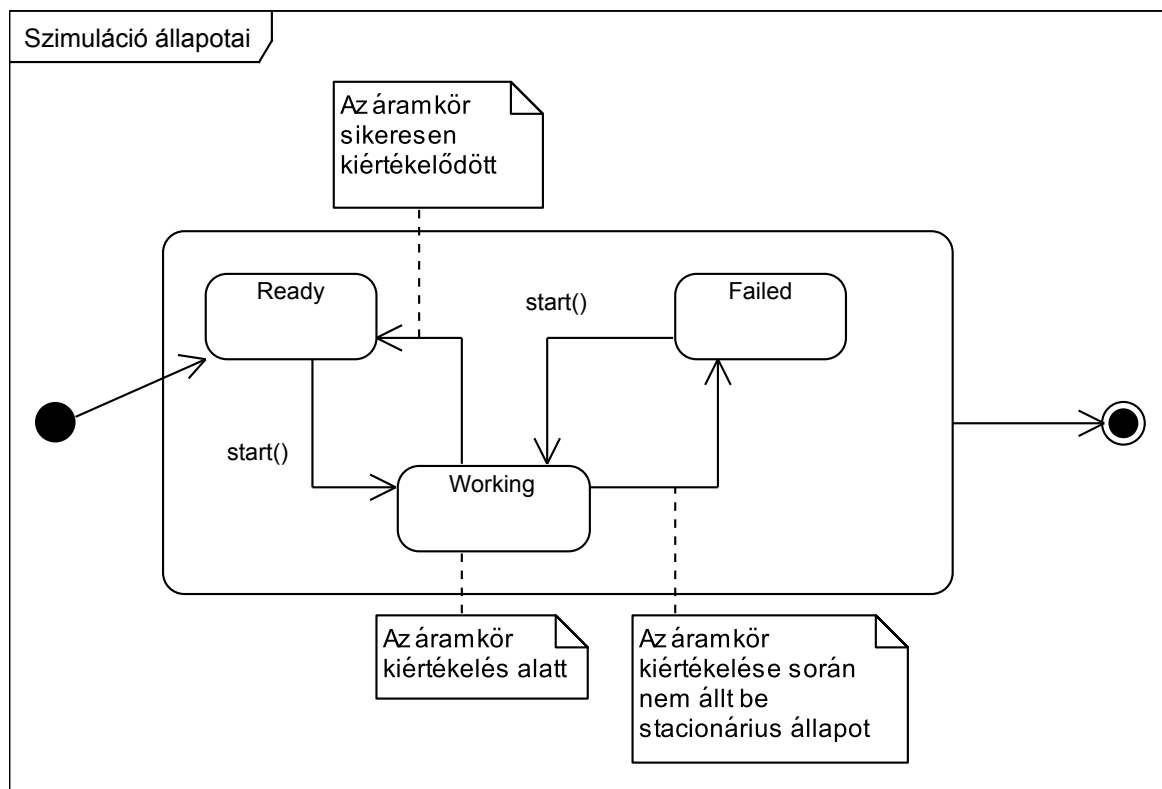 Szimuláció állapotai
Az áramkör
sikeresen
kiértékelődött
Ready
Failed
start()
start()
Working
Az áramkör
kiértékelés alatt
Az áramkör
kiértékelése során
nem állt be
stacionárius állapot